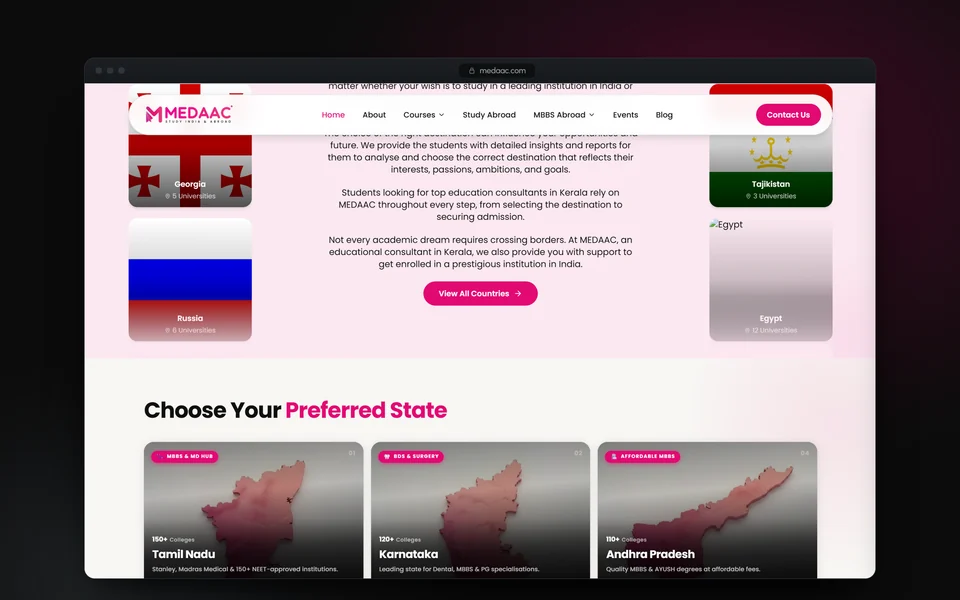 medaac.com
matter whether your wish is to study in a leading institution in India or
MEDAAC
STUDY INDIA & ABROAD
Home
About
Courses
Study Abroad
MBBS Abroad
Events
Blog
Contact Us
future. We provide the students with detailed insights and reports for
them to analyse and choose the correct destination that reflects their
interests, passions, ambitions, and goals.
Students looking for top education consultants in Kerala rely on
MEDAAC throughout every step, from selecting the destination to
securing admission.
Not every academic dream requires crossing borders. At MEDAAC, an
educational consultant in Kerala, we also provide you with support to
get enrolled in a prestigious institution in India.
View All Countries →
Georgia
5 Universities
Russia
6 Universities
Tajikistan
3 Universities
Egypt
Egypt
12 Universities
Choose Your Preferred State
MBBS & MD HUB
01
150+ Colleges
Tamil Nadu
Stanley, Madras Medical & 150+ NEET-approved institutions.
BDS & SURGERY
120+ Colleges
Karnataka
Leading state for Dental, MBBS & PG specialisations.
AFFORDABLE MBBS
110+ Colleges
Andhra Pradesh
Quality MBBS & AYUSH degrees at affordable fees.